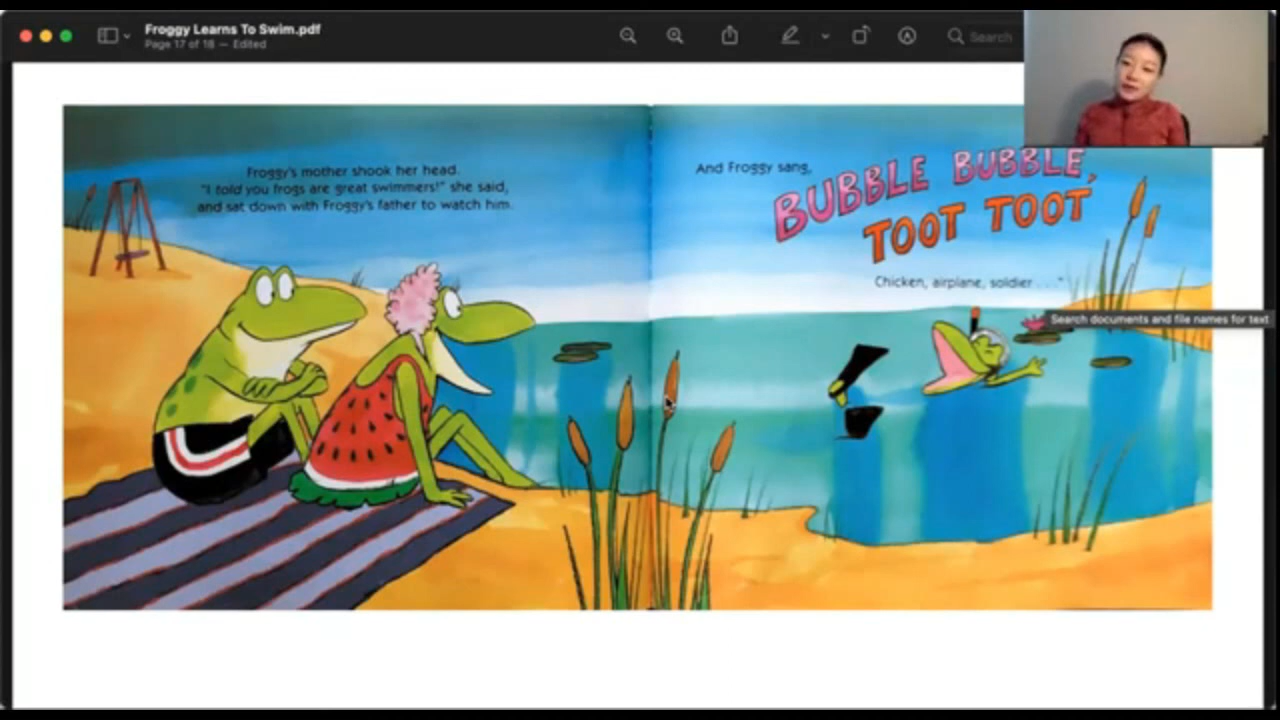 Froggy Learns To Swim.pdf
Page 17 of 18 — Edited
Search
Froggy's mother shook her head.
"I told you frogs are great swimmers!" she said,
and sat down with Froggy's father to watch him.
And Froggy sang,
BUBBLE BUBBLE,
TOOT TOOT
Chicken, airplane, soldier . . ."
Search documents and file names for text